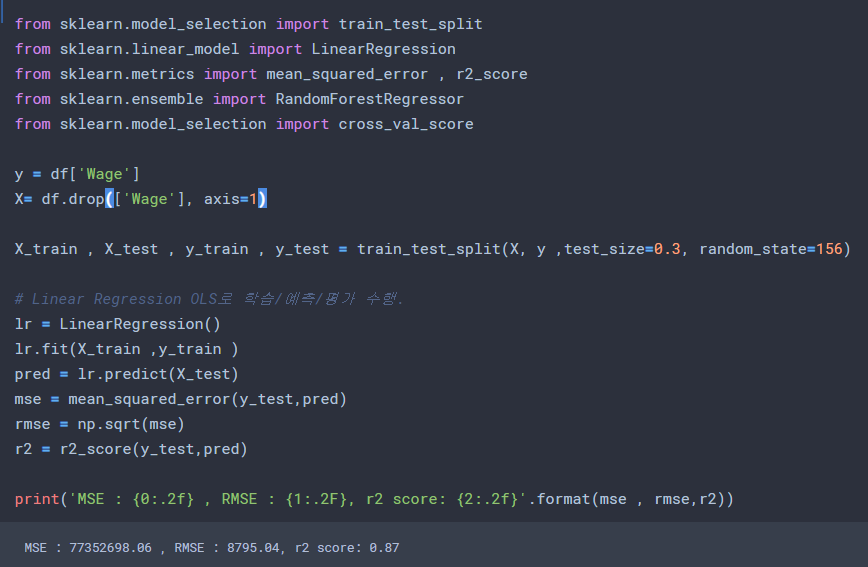 from sklearn.model_selection import train_test_split
from sklearn.linear_model import LinearRegression
from sklearn.metrics import mean_squared_error , r2_score
from sklearn.ensemble import RandomForestRegressor
from sklearn.model_selection import cross_val_score
y = df['Wage']
X= df.drop(['Wage'], axis=1)
X_train , X_test , y_train , y_test = train_test_split(X, y ,test_size=0.3, random_state=156)
# Linear Regression OLS로 학습/예측/평가 수행.
lr = LinearRegression()
lr.fit(X_train ,y_train )
pred = lr.predict(X_test)
mse = mean_squared_error(y_test,pred)
rmse = np.sqrt(mse)
r2 = r2_score(y_test,pred)
print('MSE : {0:.2f} , RMSE : {1:.2F}, r2 score: {2:.2f}'.format(mse , rmse,r2))
MSE : 77352698.06 , RMSE : 8795.04, r2 score: 0.87